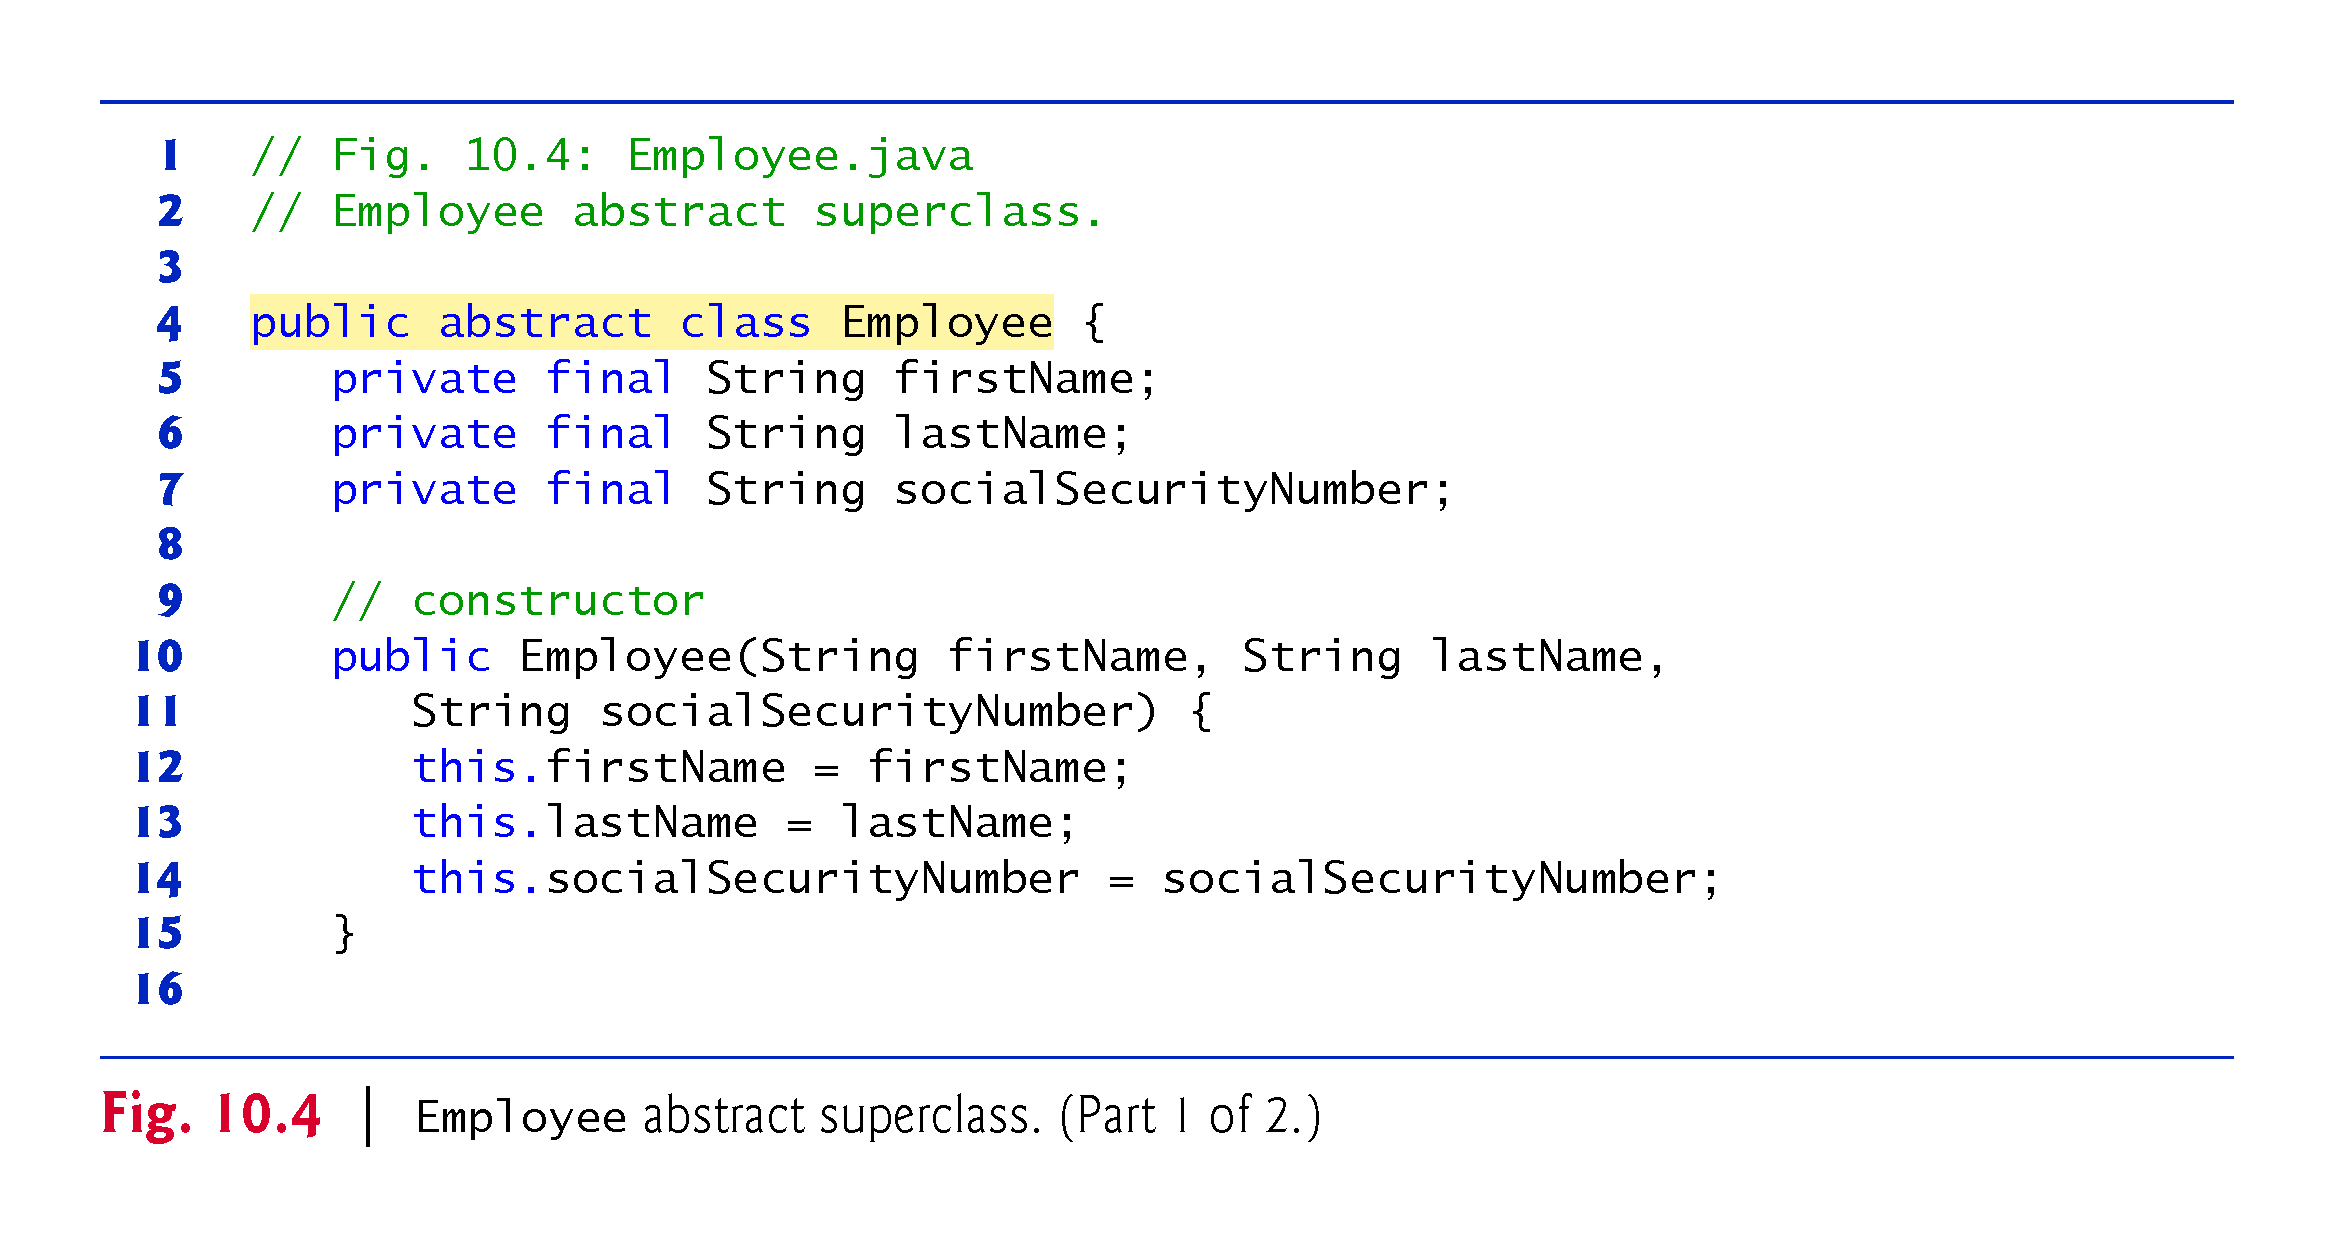 1 // Fig. 10.4: Employee.java
2 // Employee abstract superclass.
3
4 public abstract class Employee {
5 private final String firstName;
6 private final String lastName;
7 private final String socialSecurityNumber;
8
9 // constructor
10 public Employee(String firstName, String lastName,
11 String socialSecurityNumber) {
12 this.firstName = firstName;
13 this.lastName = lastName;
14 this.socialSecurityNumber = socialSecurityNumber;
15 }
16
Fig. 10.4 | Employee abstract superclass. (Part 1 of 2.)